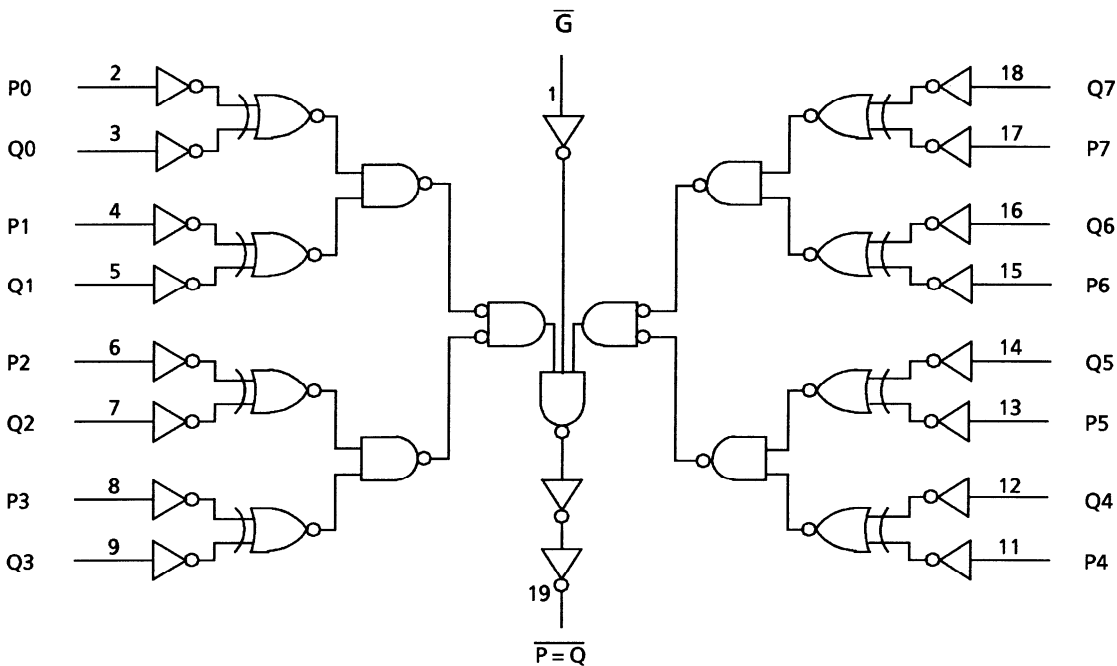 G̅
P0 2 1 18 Q7
Q0 3 17 P7
P1 4 16 Q6
Q1 5 15 P6
P2 6 14 Q5
Q2 7 13 P5
P3 8 12 Q4
Q3 9 11 P4
19
P̅ ̅=̅ ̅Q̅